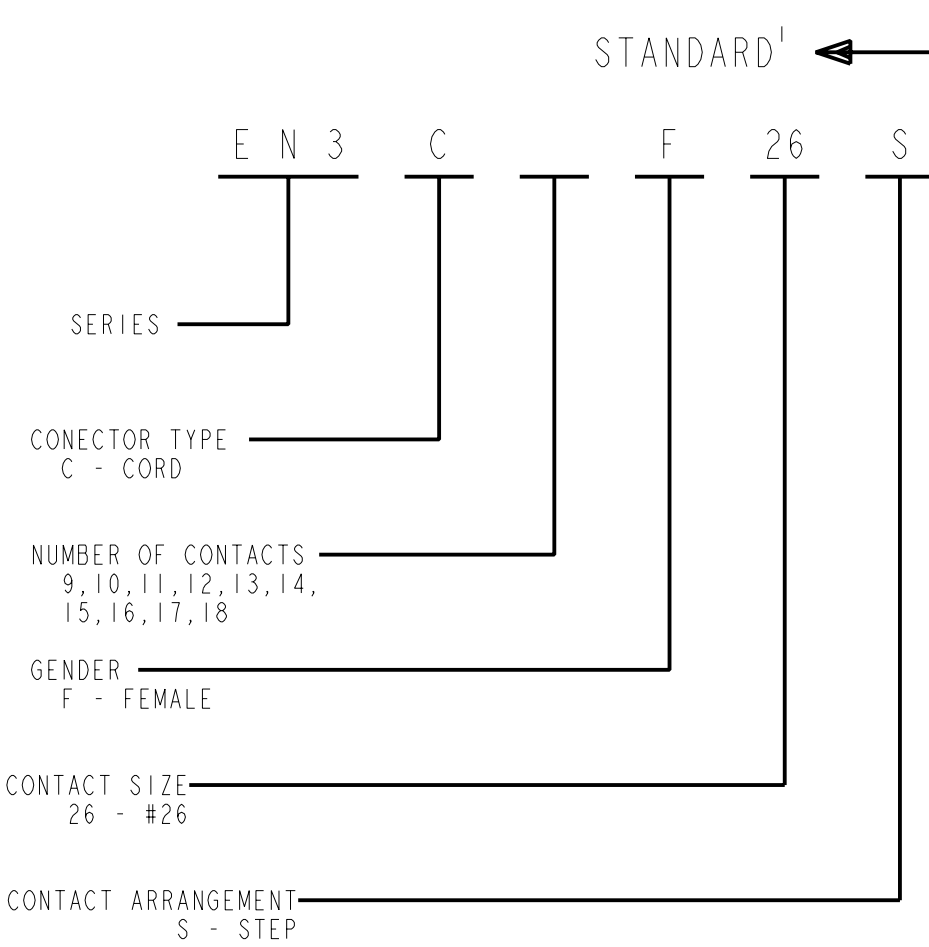 STANDARD¹
EN3 C F 26 S
SERIES
CONECTOR TYPE
C - CORD
NUMBER OF CONTACTS
9,10,11,12,13,14,
15,16,17,18
GENDER
F - FEMALE
CONTACT SIZE
26 - #26
CONTACT ARRANGEMENT
S - STEP